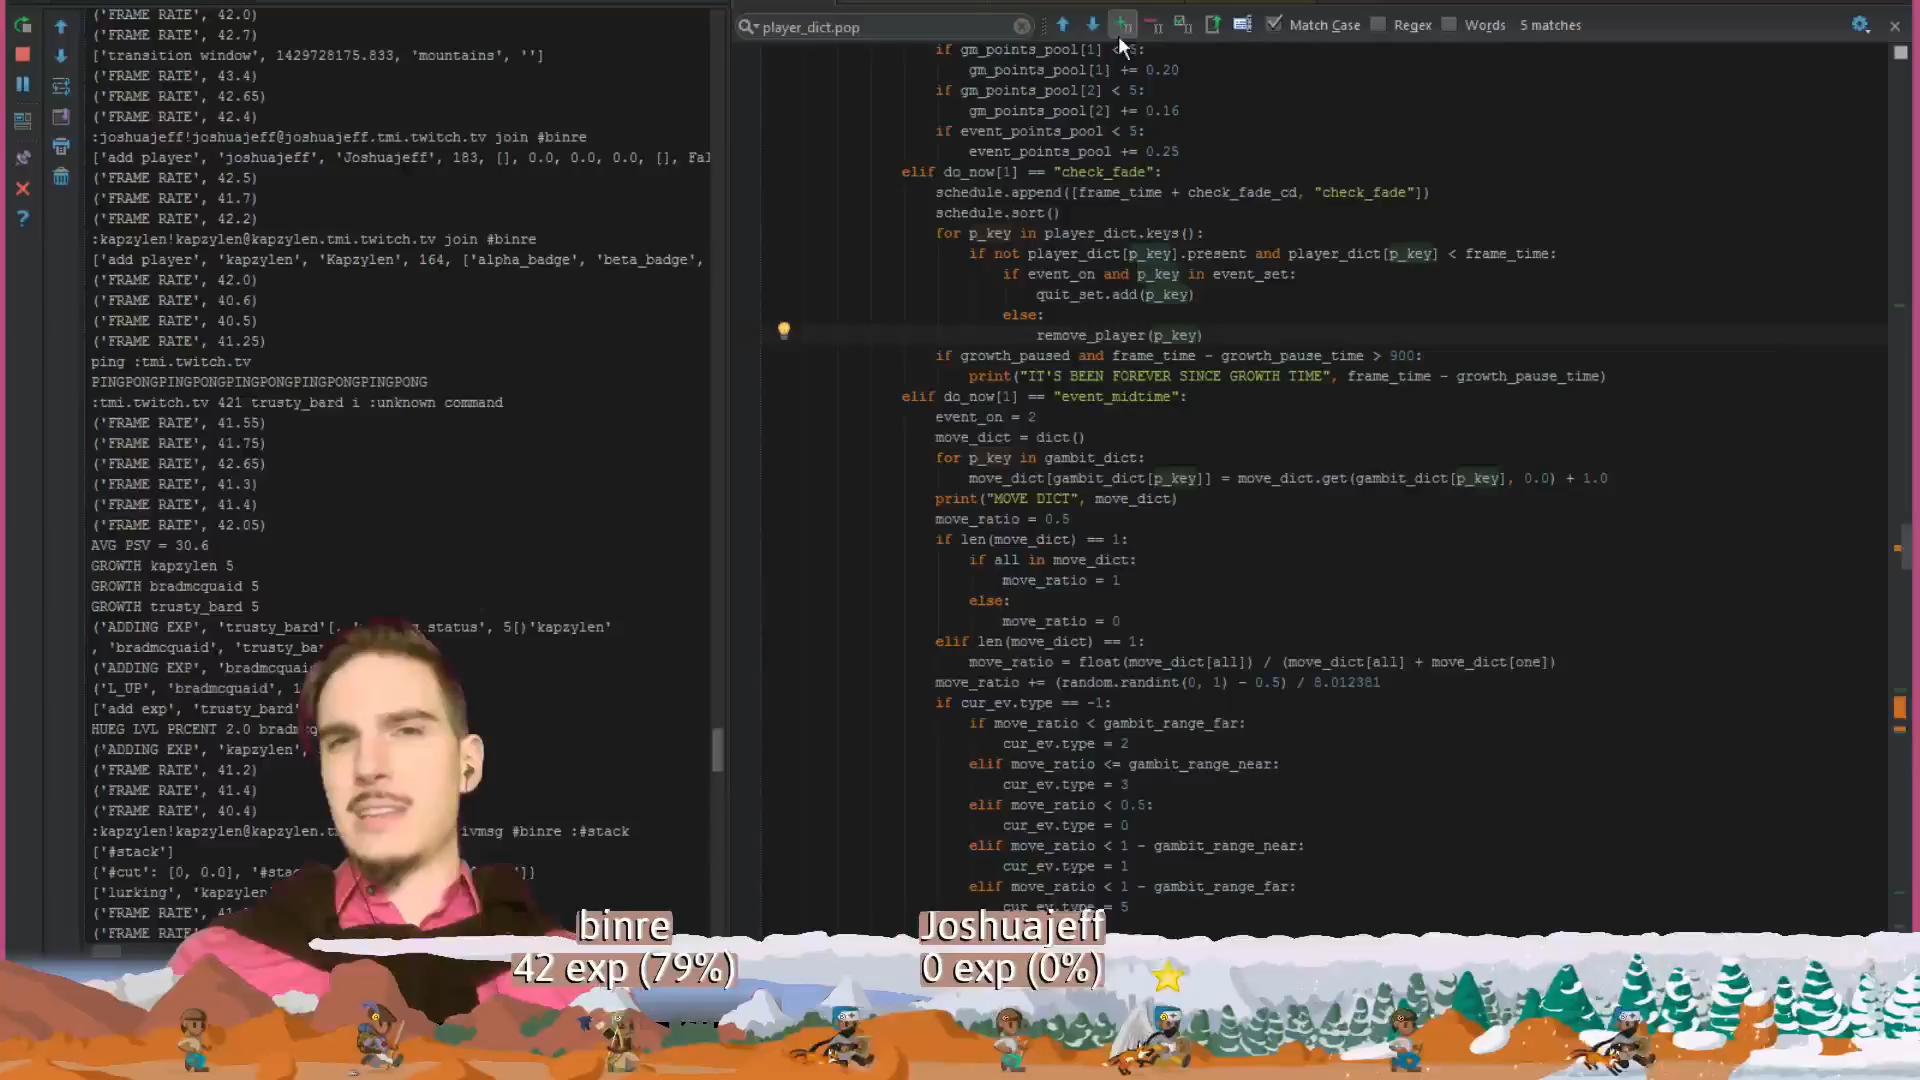 ('FRAME RATE', 42.0)
('FRAME RATE', 42.7)
['transition window', 1429728175.833, 'mountains', '']
('FRAME RATE', 43.4)
('FRAME RATE', 42.65)
('FRAME RATE', 42.4)
:joshuajeff!joshuajeff@joshuajeff.tmi.twitch.tv join #binre
['add player', 'joshuajeff', 'Joshuajeff', 183, [], 0.0, 0.0, 0.0, [], Fal
('FRAME RATE', 42.5)
('FRAME RATE', 41.7)
('FRAME RATE', 42.2)
:kapzylen!kapzylen@kapzylen.tmi.twitch.tv join #binre
['add player', 'kapzylen', 'Kapzylen', 164, ['alpha_badge', 'beta_badge',
('FRAME RATE', 42.0)
('FRAME RATE', 40.6)
('FRAME RATE', 40.5)
('FRAME RATE', 41.25)
ping :tmi.twitch.tv
PINGPONGPINGPONGPINGPONGPINGPONGPINGPONG
:tmi.twitch.tv 421 trusty_bard i :unknown command
('FRAME RATE', 41.55)
('FRAME RATE', 41.75)
('FRAME RATE', 42.65)
('FRAME RATE', 41.3)
('FRAME RATE', 41.4)
('FRAME RATE', 42.05)
AVG PSV = 30.6
GROWTH kapzylen 5
GROWTH bradmcquaid 5
GROWTH trusty_bard 5
('ADDING EXP', 'trusty_bard'[, status', 5[)'kapzylen'
, 'bradmcquaid', 'trusty_ba
('ADDING EXP', 'bradmcquai
('L_UP', 'bradmcquaid', 1
['add exp', 'trusty_bard'
HUEG LVL PRCENT 2.0 bradm
('ADDING EXP', 'kapzylen',
('FRAME RATE', 41.2)
('FRAME RATE', 41.4)
('FRAME RATE', 40.4)
:kapzylen!kapzylen@kapzylen.t ivmsg #binre :#stack
['#stack']
{'#cut': [0, 0.0], '#sta ']}
['lurking', 'kapzylen
('FRAME RATE', 41.
('FRAME RATE',
player_dict.pop
Match Case
Regex
Words
5 matches
if gm_points_pool[1] < 5:
gm_points_pool[1] += 0.20
if gm_points_pool[2] < 5:
gm_points_pool[2] += 0.16
if event_points_pool < 5:
event_points_pool += 0.25
elif do_now[1] == "check_fade":
schedule.append([frame_time + check_fade_cd, "check_fade"])
schedule.sort()
for p_key in player_dict.keys():
if not player_dict[p_key].present and player_dict[p_key] < frame_time:
if event_on and p_key in event_set:
quit_set.add(p_key)
else:
remove_player(p_key)
if growth_paused and frame_time - growth_pause_time > 900:
print("IT'S BEEN FOREVER SINCE GROWTH TIME", frame_time - growth_pause_time)
elif do_now[1] == "event_midtime":
event_on = 2
move_dict = dict()
for p_key in gambit_dict:
move_dict[gambit_dict[p_key]] = move_dict.get(gambit_dict[p_key], 0.0) + 1.0
print("MOVE DICT", move_dict)
move_ratio = 0.5
if len(move_dict) == 1:
if all in move_dict:
move_ratio = 1
else:
move_ratio = 0
elif len(move_dict) == 1:
move_ratio = float(move_dict[all]) / (move_dict[all] + move_dict[one])
move_ratio += (random.randint(0, 1) - 0.5) / 8.012381
if cur_ev.type == -1:
if move_ratio < gambit_range_far:
cur_ev.type = 2
elif move_ratio <= gambit_range_near:
cur_ev.type = 3
elif move_ratio < 0.5:
cur_ev.type = 0
elif move_ratio < 1 - gambit_range_near:
cur_ev.type = 1
elif move_ratio < 1 - gambit_range_far:
cur_ev.type = 5
binre
42 exp (79%)
Joshuajeff
0 exp (0%)